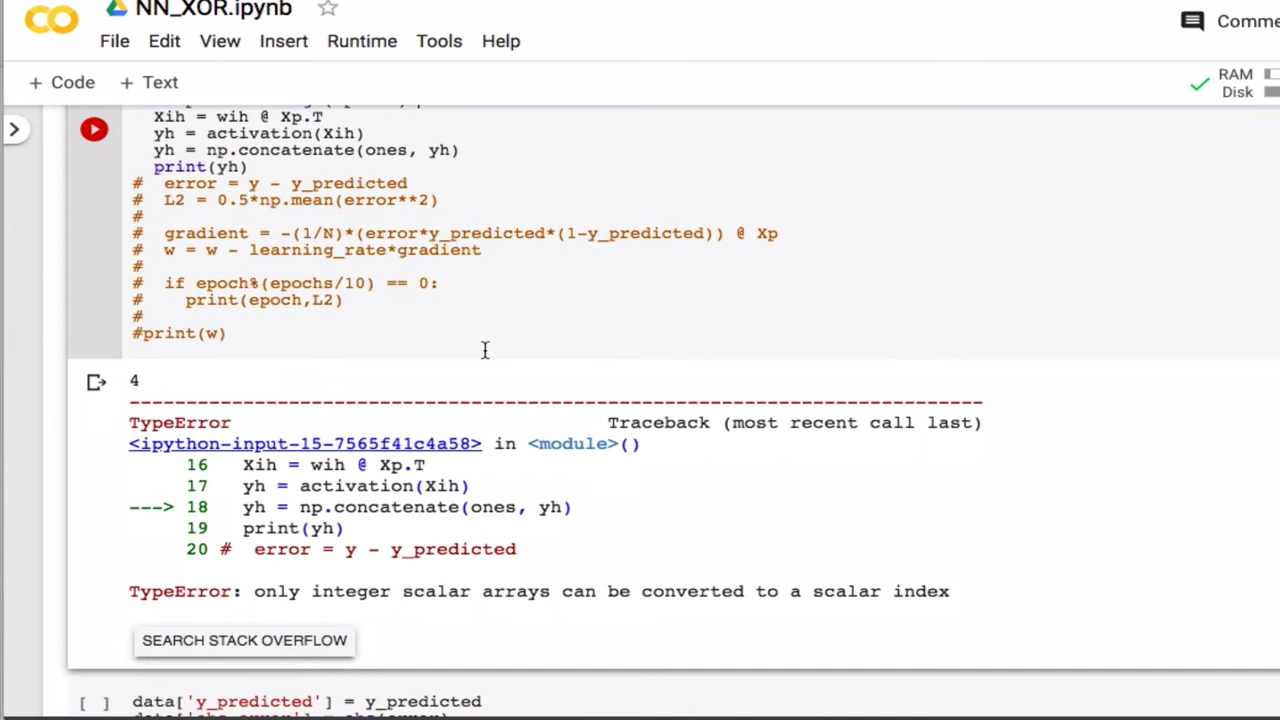 NN_XOR.ipynb
Comme
File Edit View Insert Runtime Tools Help
+ Code + Text
RAM
Disk
Xih = wih @ Xp.T
yh = activation(Xih)
yh = np.concatenate(ones, yh)
print(yh)
# error = y - y_predicted
# L2 = 0.5*np.mean(error**2)
#
# gradient = -(1/N)*(error*y_predicted*(1-y_predicted)) @ Xp
# w = w - learning_rate*gradient
#
# if epoch%(epochs/10) == 0:
# print(epoch,L2)
#
#print(w)
4
---------------------------------------------------------------------------
TypeError Traceback (most recent call last)
<ipython-input-15-7565f41c4a58> in <module>()
16 Xih = wih @ Xp.T
17 yh = activation(Xih)
---> 18 yh = np.concatenate(ones, yh)
19 print(yh)
20 # error = y - y_predicted
TypeError: only integer scalar arrays can be converted to a scalar index
SEARCH STACK OVERFLOW
[ ] data['y_predicted'] = y_predicted